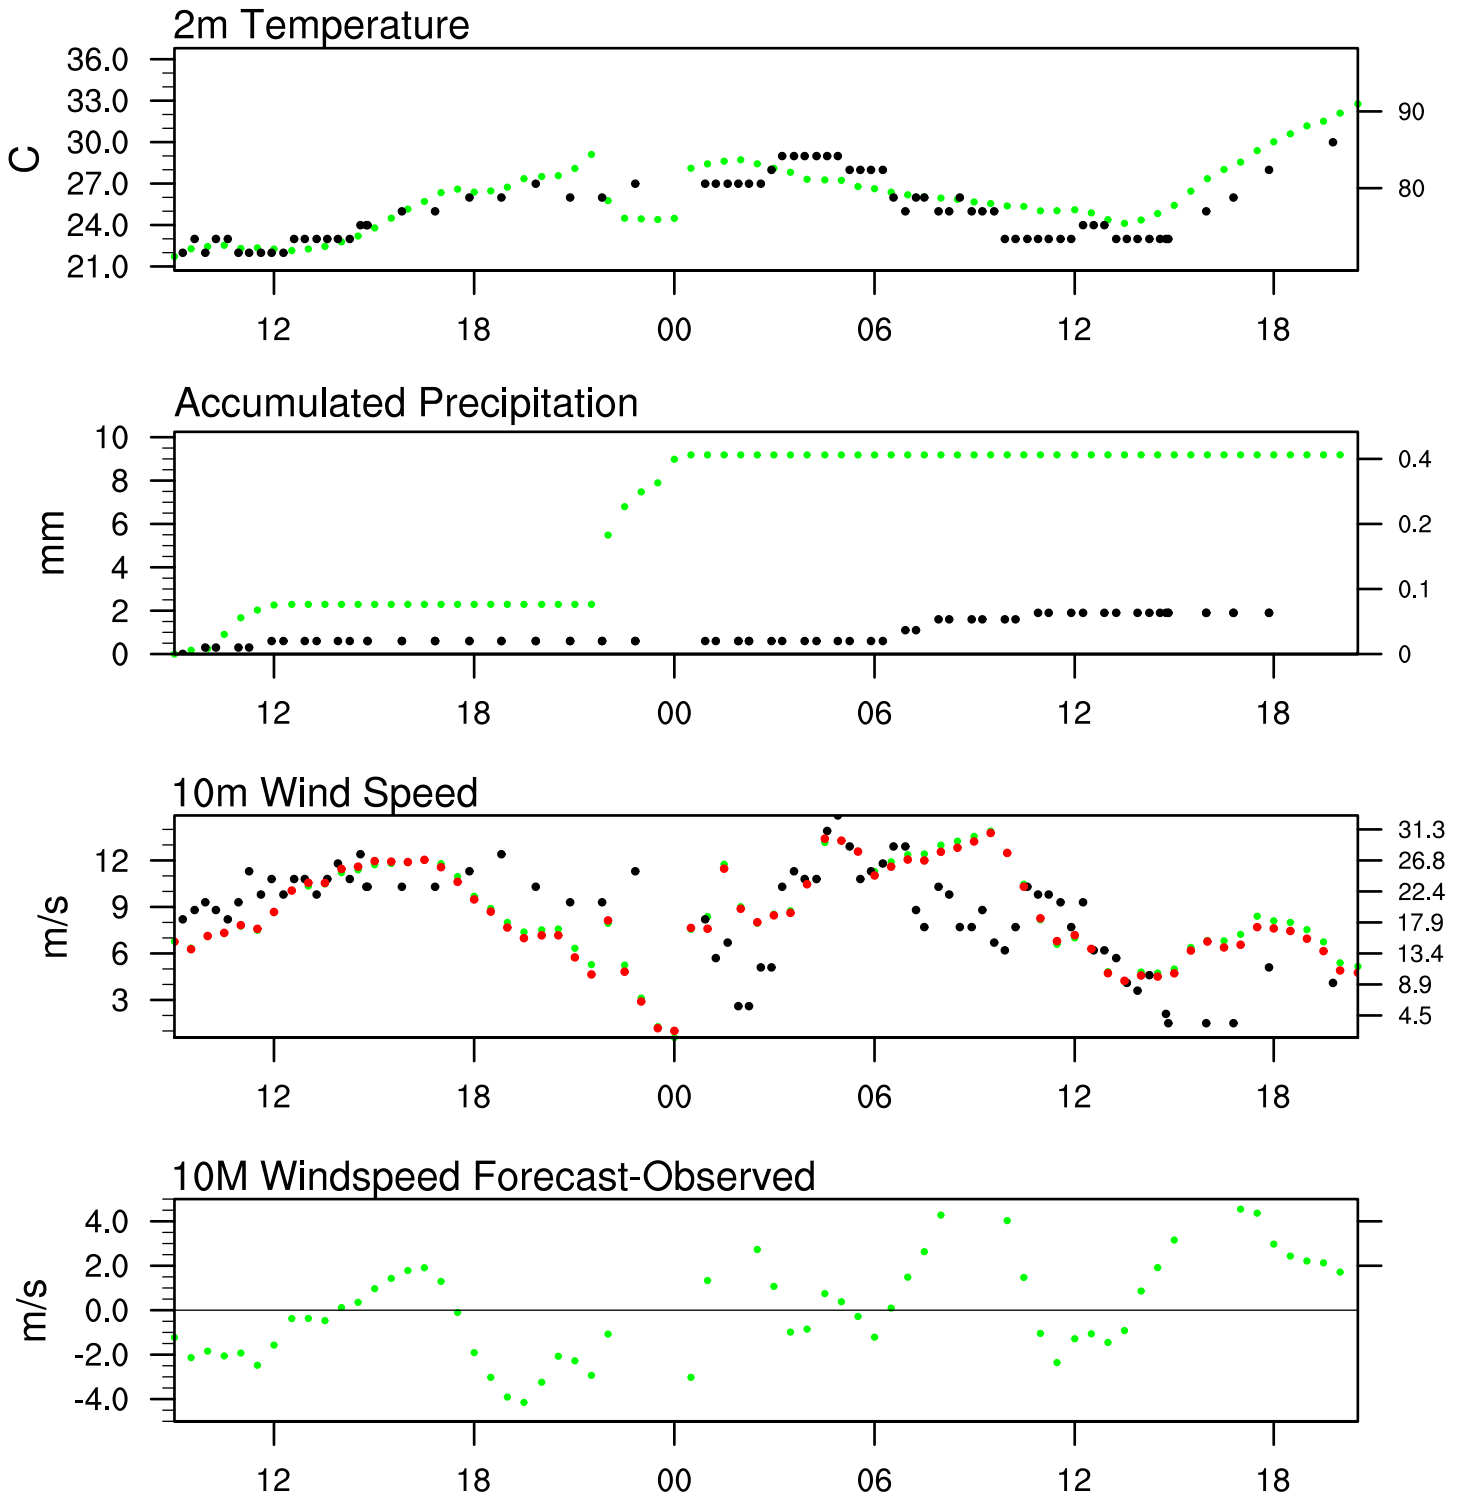 2m Temperature
C
36.0
33.0
30.0
27.0
24.0
21.0
90
80
12 18 00 06 12 18
Accumulated Precipitation
mm
10
8
6
4
2
0
0.4
0.2
0.1
0
12 18 00 06 12 18
10m Wind Speed
m/s
12
9
6
3
31.3
26.8
22.4
17.9
13.4
8.9
4.5
12 18 00 06 12 18
10M Windspeed Forecast-Observed
m/s
4.0
2.0
0.0
-2.0
-4.0
12 18 00 06 12 18